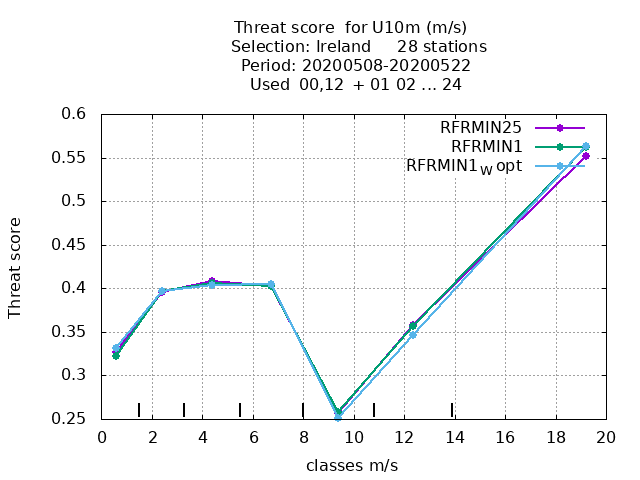 Threat score  for U10m (m/s)
Selection: Ireland     28 stations
Period: 20200508-20200522
Used  00,12  + 01 02 ... 24
0.6
0.55
0.5
0.45
0.4
0.35
0.3
0.25
Threat score
RFRMIN25
RFRMIN1
RFRMIN1W opt
0 2 4 6 8 10 12 14 16 18 20
classes m/s